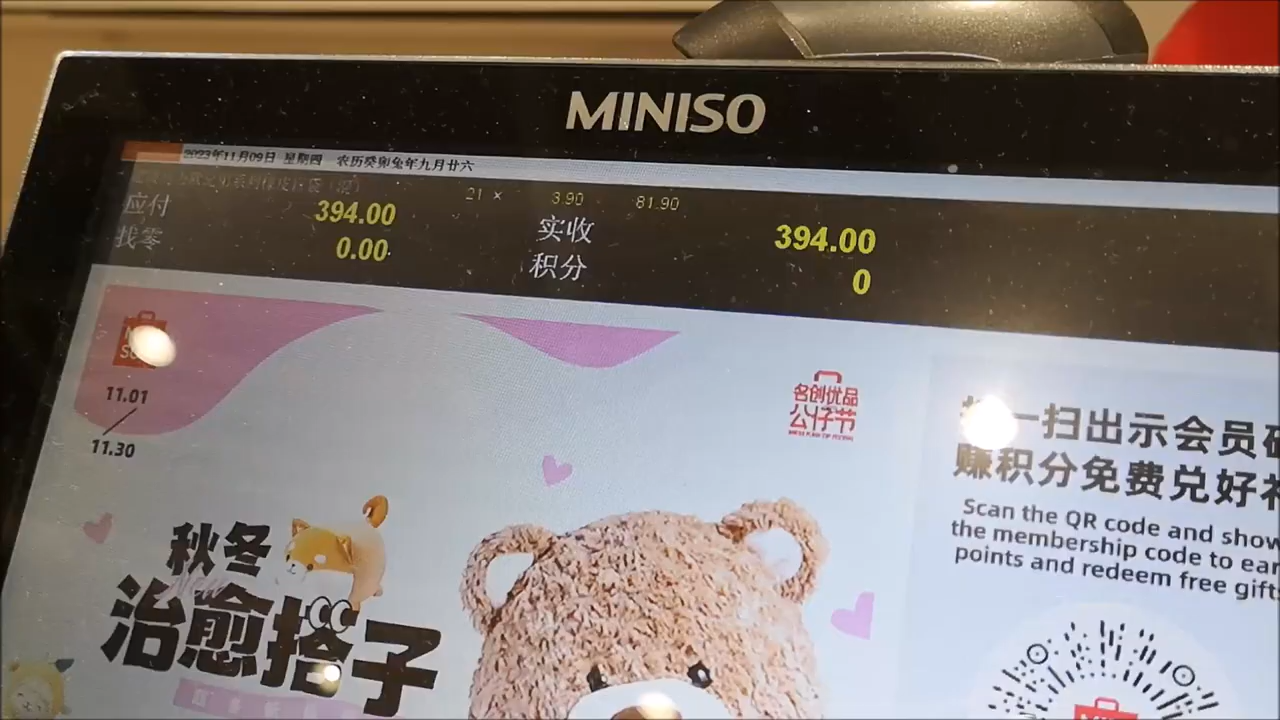 MINISO
2023年11月09日 星期四 农历癸卯兔年九月廿六
21 × 3.90 81.90
应付 394.00 实收 394.00
找零 0.00 积分 0
11.01
11.30
名创优品
公仔节
秋冬
治愈搭子
一扫出示会员
赚积分免费兑好
Scan the QR code and show
the membership code to
points and redeem free